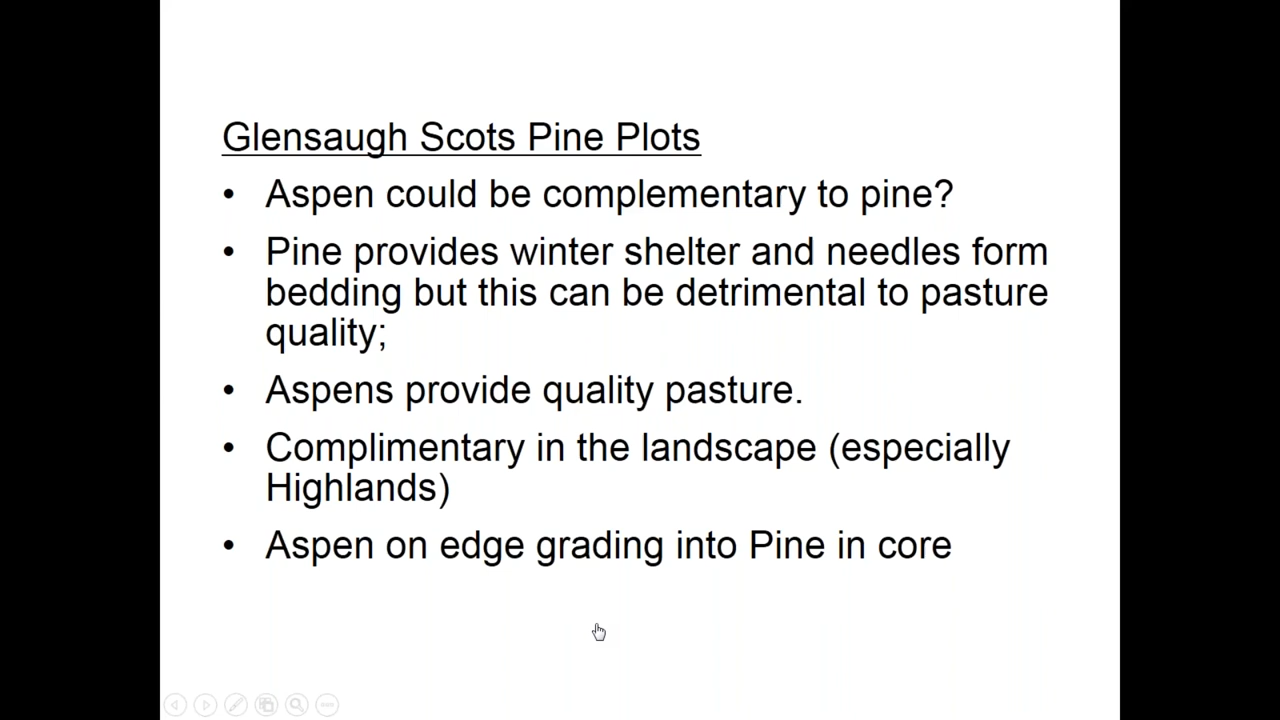 Glensaugh Scots Pine Plots
• Aspen could be complementary to pine?
• Pine provides winter shelter and needles form
bedding but this can be detrimental to pasture
quality;
• Aspens provide quality pasture.
• Complimentary in the landscape (especially
Highlands)
• Aspen on edge grading into Pine in core